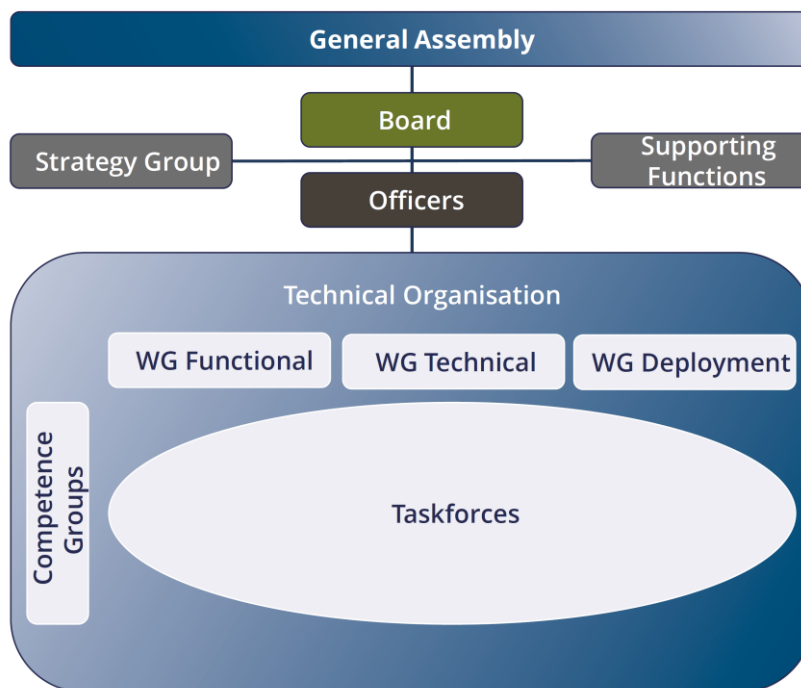 General Assembly
Board
Strategy Group
Supporting
Functions
Officers
Technical Organisation
WG Functional
WG Technical
WG Deployment
Competence
Groups
Taskforces